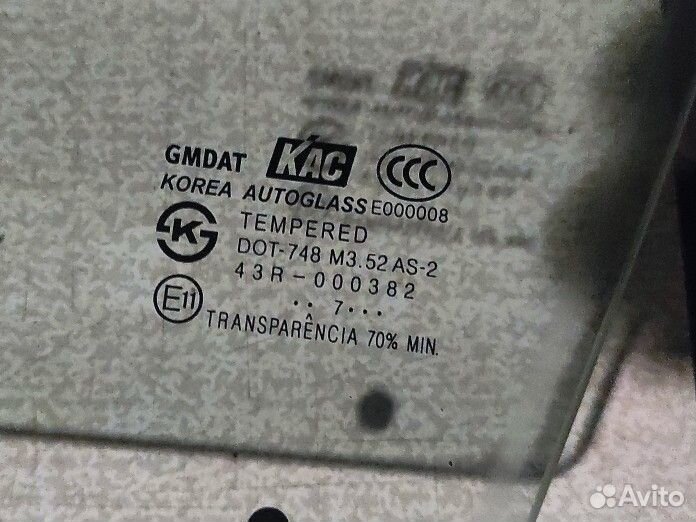 GMDAT KAC CCC
KOREA AUTOGLASS E000008
K TEMPERED
DOT-748 M3.52 AS-2
43R-000382
E11 .. 7...
TRANSPARÊNCIA 70% MIN.
Avito